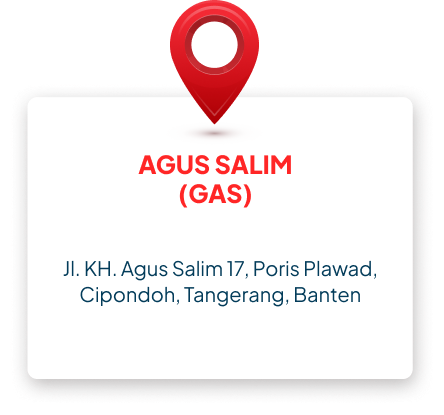 AGUS SALIM
(GAS)
Jl. KH. Agus Salim 17, Poris Plawad,
Cipondoh, Tangerang, Banten